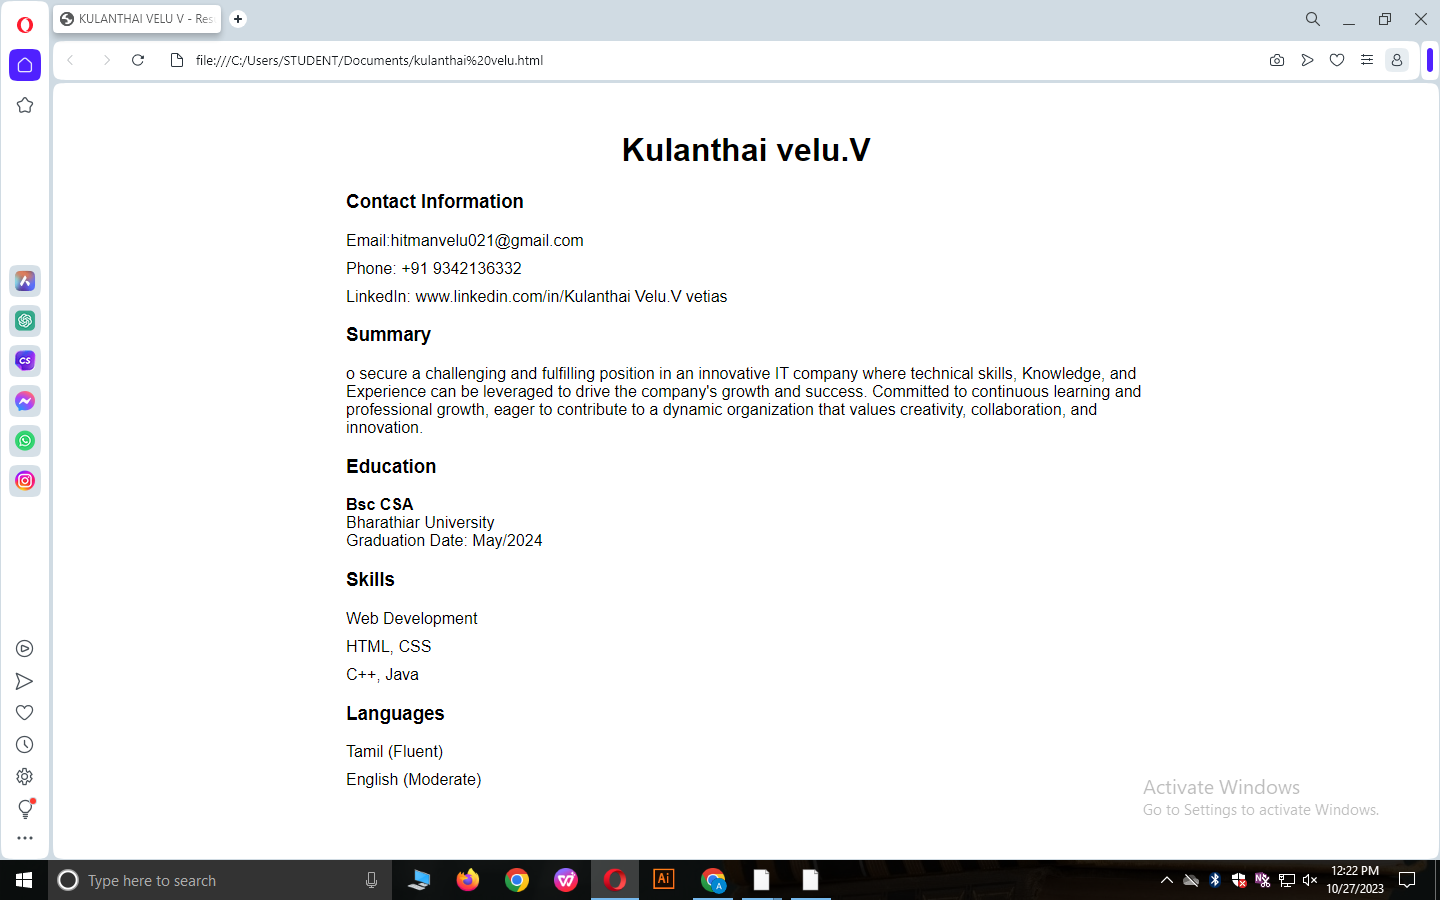 KULANTHAI VELU V - Res
file:///C:/Users/STUDENT/Documents/kulanthai%20velu.html
Kulanthai velu.V
Contact Information
Email:hitmanvelu021@gmail.com
Phone: +91 9342136332
LinkedIn: www.linkedin.com/in/Kulanthai Velu.V vetias
Summary
o secure a challenging and fulfilling position in an innovative IT company where technical skills, Knowledge, and
Experience can be leveraged to drive the company's growth and success. Committed to continuous learning and
professional growth, eager to contribute to a dynamic organization that values creativity, collaboration, and
innovation.
Education
Bsc CSA
Bharathiar University
Graduation Date: May/2024
Skills
Web Development
HTML, CSS
C++, Java
Languages
Tamil (Fluent)
English (Moderate)
Activate Windows
Go to Settings to activate Windows.
CS
Type here to search
Ai
A
12:22 PM
10/27/2023